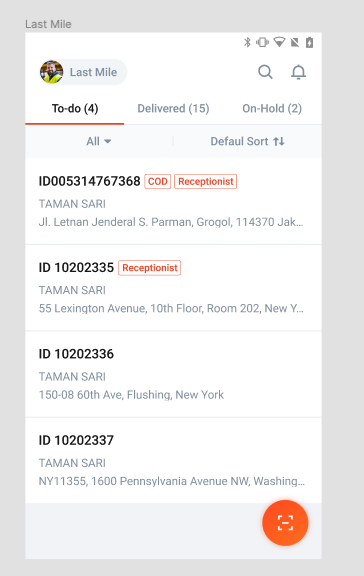 Last Mile
Last Mile
To-do (4) Delivered (15) On-Hold (2)
All Defaul Sort
ID005314767368 COD Receptionist
TAMAN SARI
Jl. Letnan Jenderal S. Parman, Grogol, 114370 Jak...
ID 10202335 Receptionist
TAMAN SARI
55 Lexington Avenue, 10th Floor, Room 202, New Y...
ID 10202336
TAMAN SARI
150-08 60th Ave, Flushing, New York
ID 10202337
TAMAN SARI
NY11355, 1600 Pennsylvania Avenue NW, Washing...